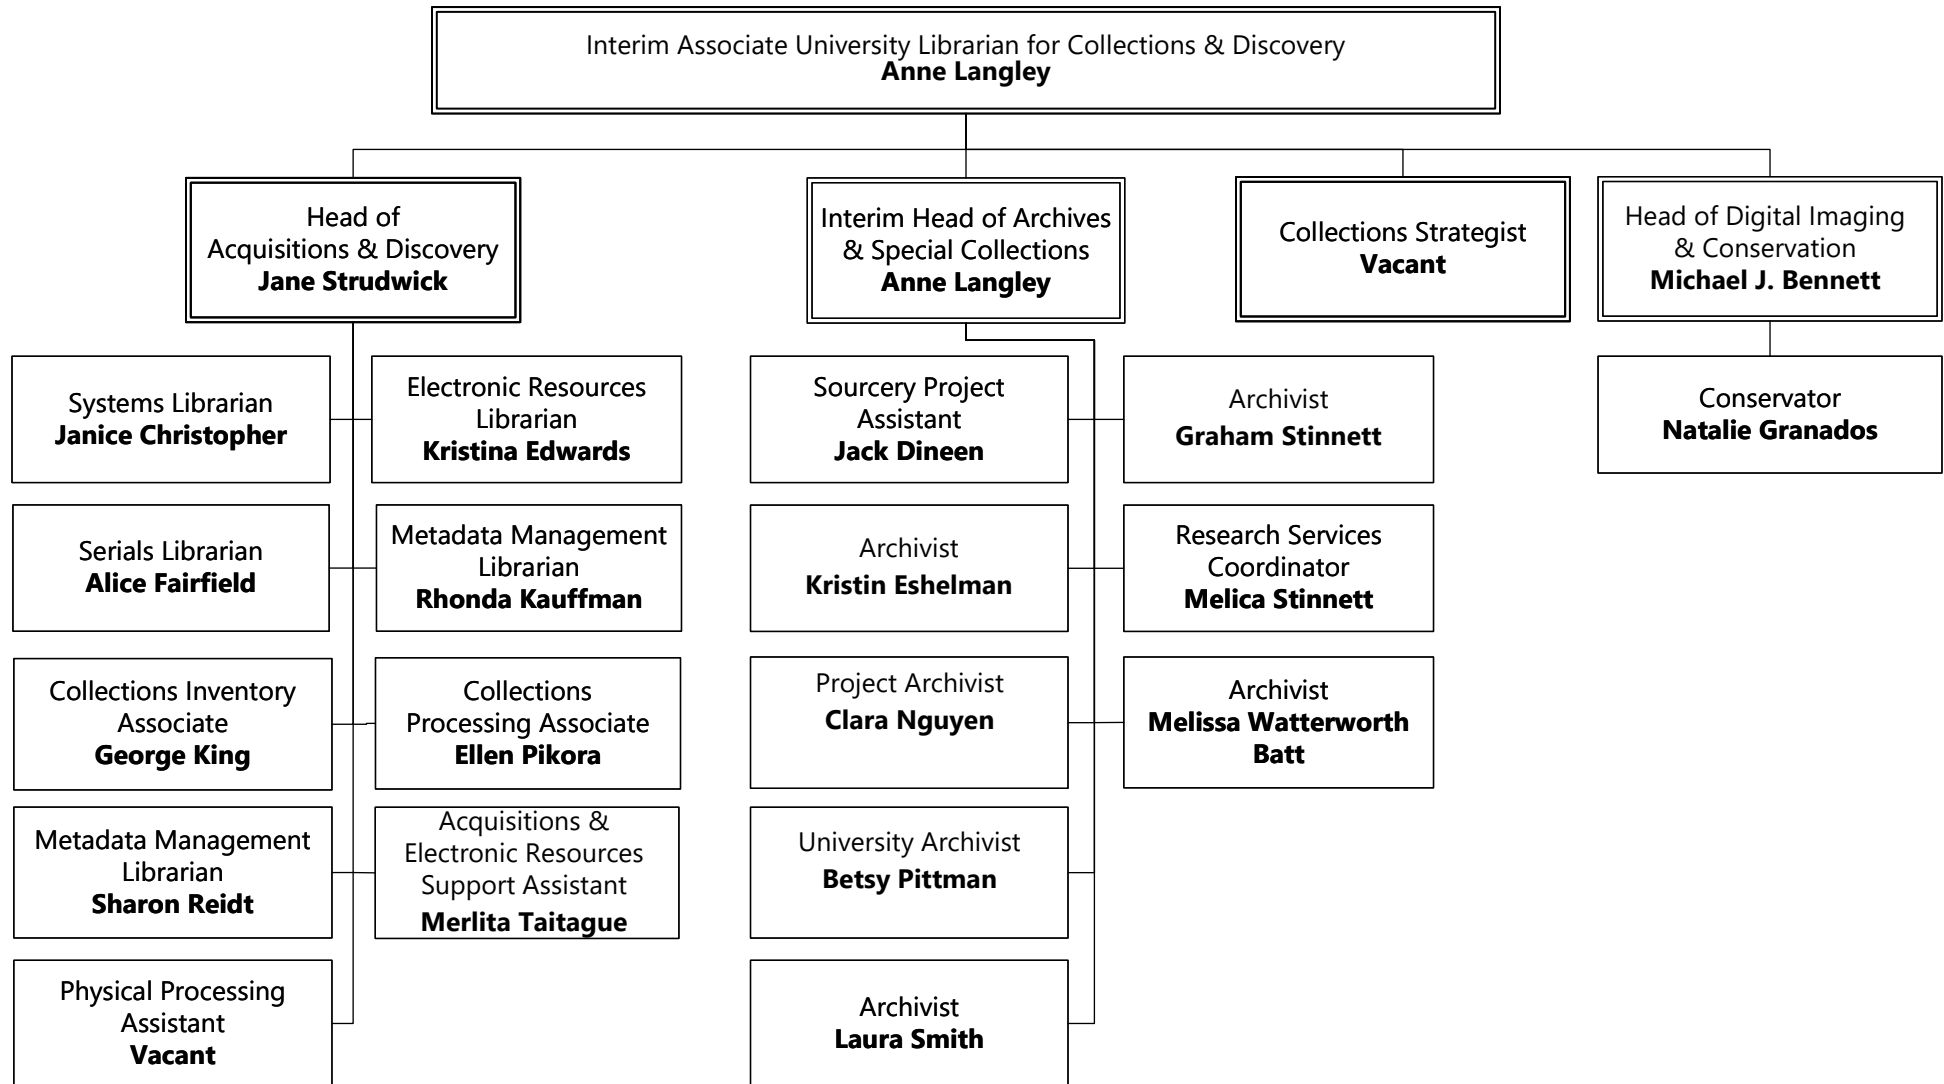 Interim Associate University Librarian for Collections & Discovery
Anne Langley
Head of
Acquisitions & Discovery
Jane Strudwick
Interim Head of Archives
& Special Collections
Anne Langley
Collections Strategist
Vacant
Head of Digital Imaging
& Conservation
Michael J. Bennett
Systems Librarian
Janice Christopher
Electronic Resources
Librarian
Kristina Edwards
Sourcery Project
Assistant
Jack Dineen
Archivist
Graham Stinnett
Conservator
Natalie Granados
Serials Librarian
Alice Fairfield
Metadata Management
Librarian
Rhonda Kauffman
Archivist
Kristin Eshelman
Research Services
Coordinator
Melica Stinnett
Collections Inventory
Associate
George King
Collections
Processing Associate
Ellen Pikora
Project Archivist
Clara Nguyen
Archivist
Melissa Watterworth
Batt
Metadata Management
Librarian
Sharon Reidt
Acquisitions &
Electronic Resources
Support Assistant
Merlita Taitague
University Archivist
Betsy Pittman
Physical Processing
Assistant
Vacant
Archivist
Laura Smith